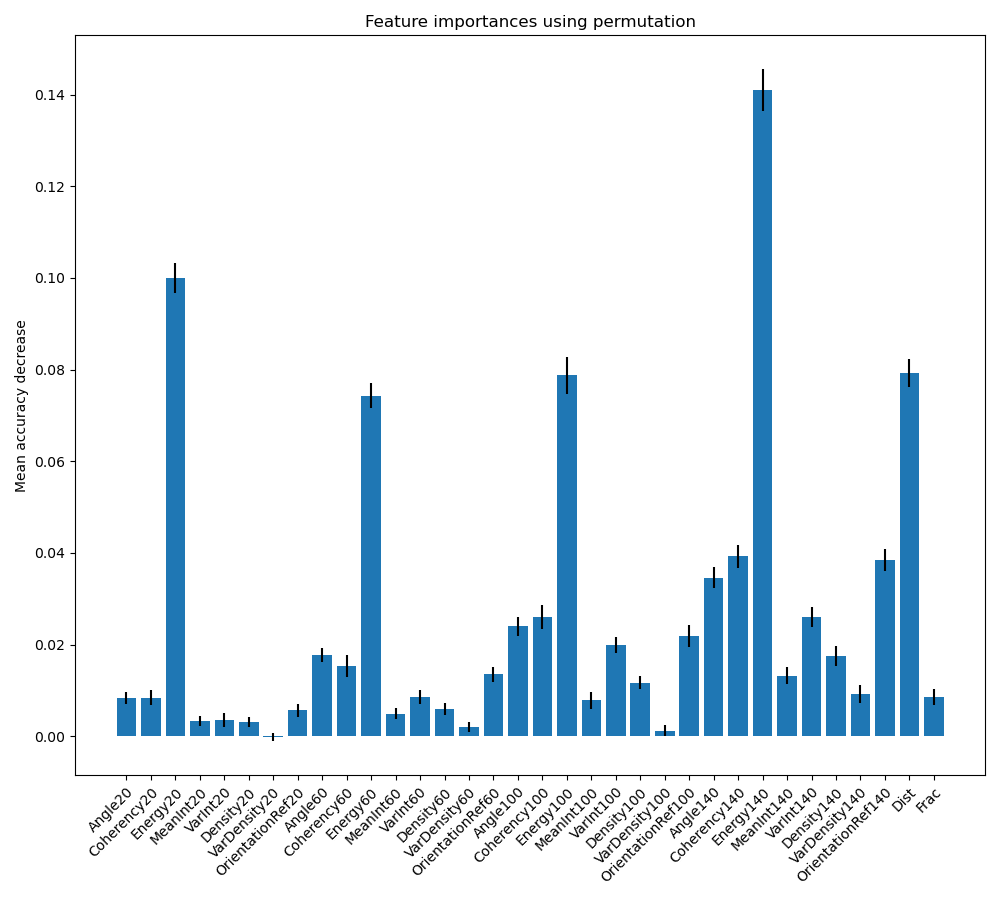 Feature importances using permutation
Mean accuracy decrease
0.14
0.12
0.10
0.08
0.06
0.04
0.02
0.00
Angle20
Coherency20
Energy20
MeanInt20
VarInt20
Density20
VarDensity20
OrientationRef20
Angle60
Coherency60
Energy60
MeanInt60
VarInt60
Density60
VarDensity60
OrientationRef60
Angle100
Coherency100
Energy100
MeanInt100
VarInt100
Density100
VarDensity100
OrientationRef100
Angle140
Coherency140
Energy140
MeanInt140
VarInt140
Density140
VarDensity140
OrientationRef140
Dist
Frac